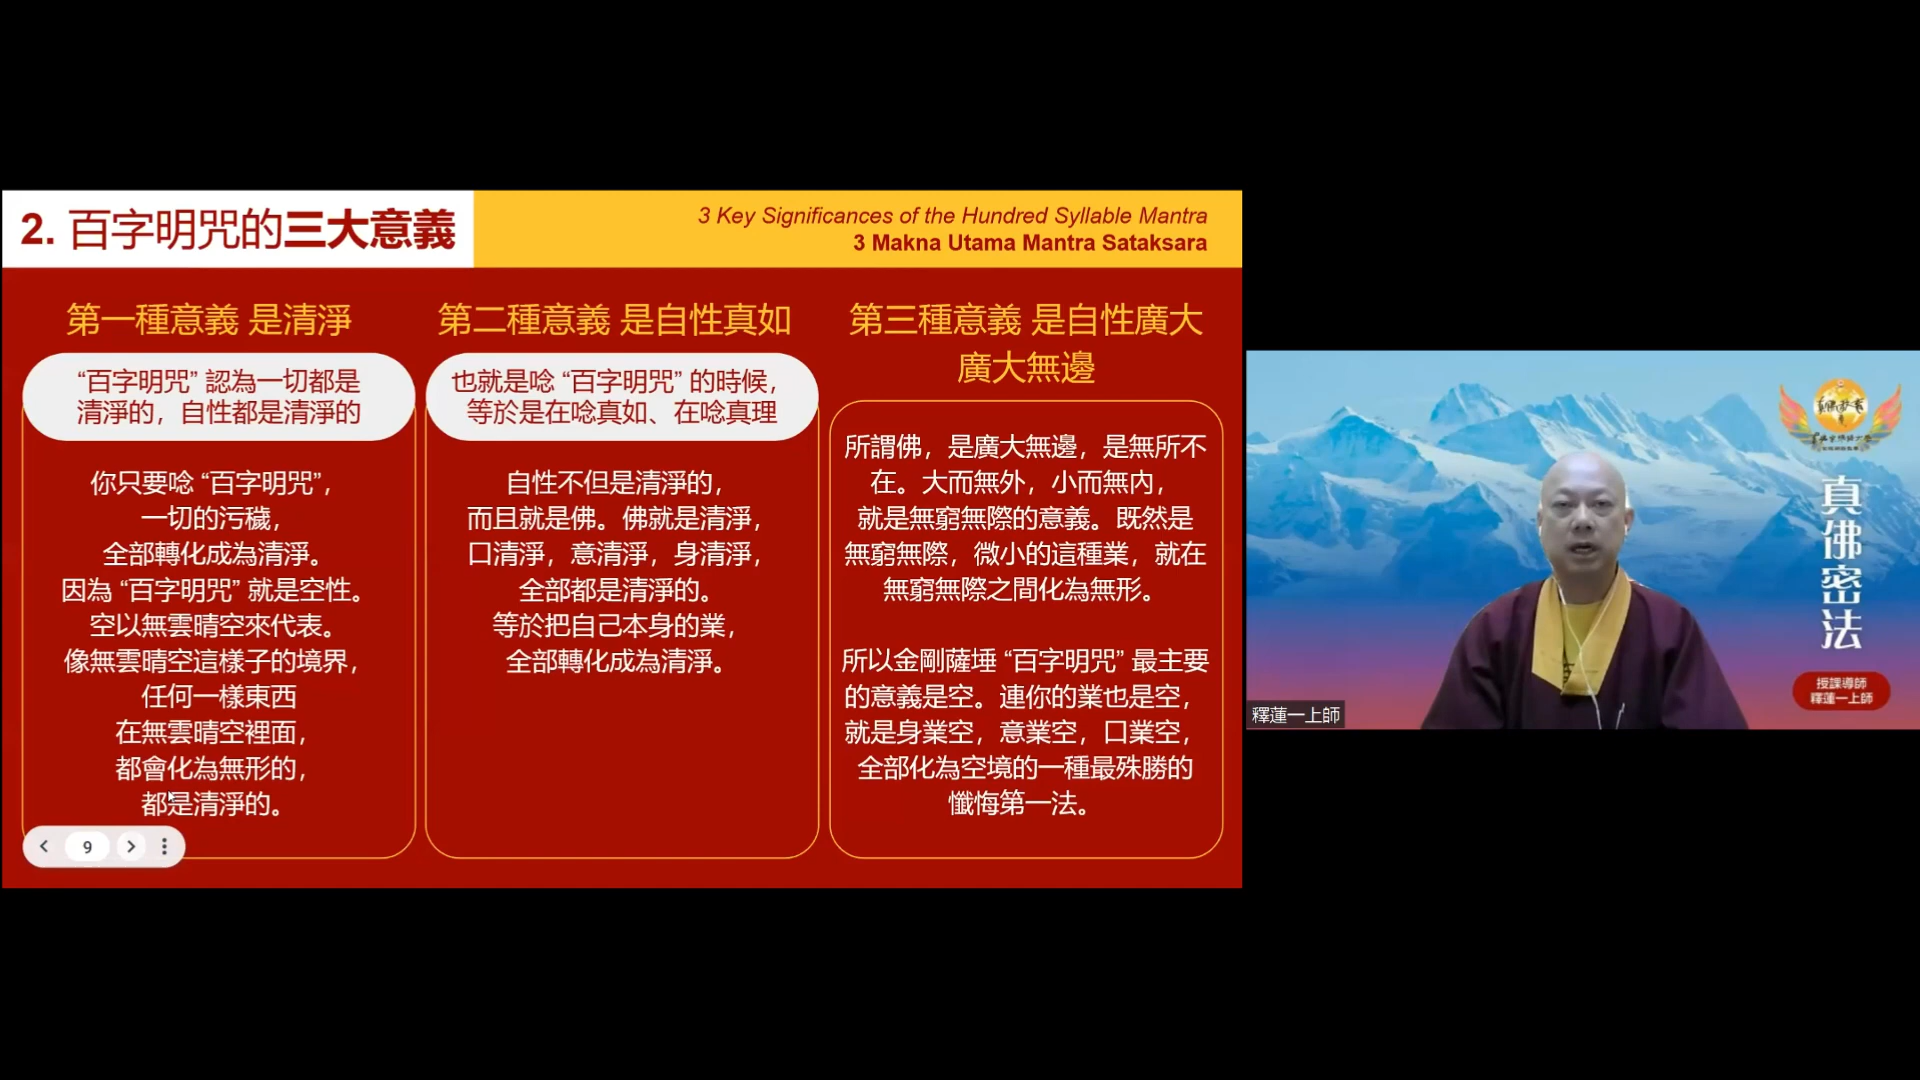 2. 百字明咒的三大意義
3 Key Significances of the Hundred Syllable Mantra
3 Makna Utama Mantra Sataksara
第一種意義 是清淨
“百字明咒” 認為一切都是
清淨的，自性都是清淨的
你只要唸 “百字明咒”，
一切的污穢，
全部轉化成為清淨。
因為 “百字明咒” 就是空性。
空以無雲晴空來代表。
像無雲晴空這樣子的境界，
任何一樣東西
在無雲晴空裡面，
都會化為無形的，
都是清淨的。
9
第二種意義 是自性真如
也就是唸 “百字明咒” 的時候，
等於是在唸真如、在唸真理
自性不但是清淨的，
而且就是佛。佛就是清淨，
口清淨，意清淨，身清淨，
全部都是清淨的。
等於把自己本身的業，
全部轉化成為清淨。
第三種意義 是自性廣大
廣大無邊
所謂佛，是廣大無邊，是無所不
在。大而無外，小而無內，
就是無窮無際的意義。既然是
無窮無際，微小的這種業，就在
無窮無際之間化為無形。
所以金剛薩埵 “百字明咒” 最主要
的意義是空。連你的業也是空，
就是身業空，意業空，口業空，
全部化為空境的一種最殊勝的
懺悔第一法。
真佛密法
授課導師
釋蓮一上師
釋蓮一上師